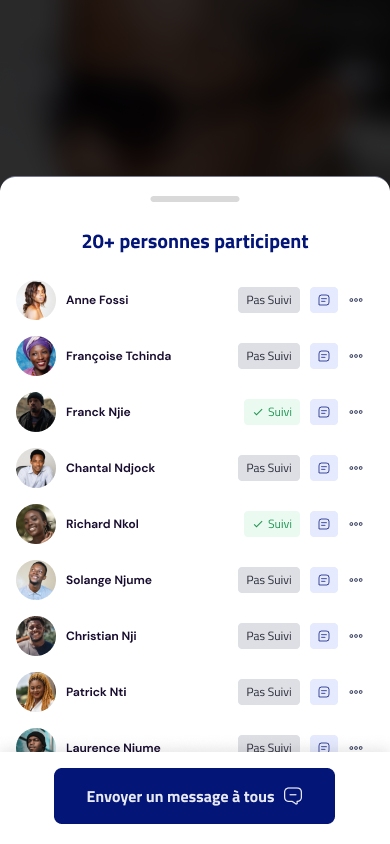 20+ personnes participent
Anne Fossi Pas Suivi
Françoise Tchinda Pas Suivi
Franck Njie Suivi
Chantal Ndjock Pas Suivi
Richard Nkol Suivi
Solange Njume Pas Suivi
Christian Nji Pas Suivi
Patrick Nti Pas Suivi
Laurence Njume Pas Suivi
Envoyer un message à tous